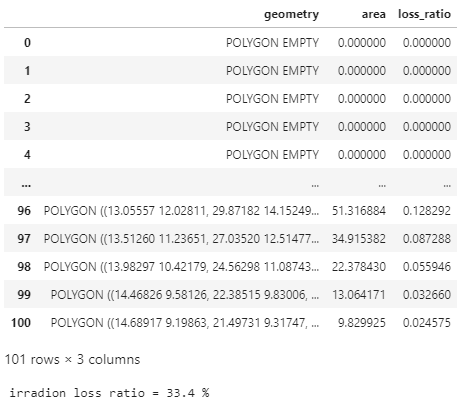 geometry area loss_ratio
0 POLYGON EMPTY 0.000000 0.000000
1 POLYGON EMPTY 0.000000 0.000000
2 POLYGON EMPTY 0.000000 0.000000
3 POLYGON EMPTY 0.000000 0.000000
4 POLYGON EMPTY 0.000000 0.000000
... ... ... ...
96 POLYGON ((13.05557 12.02811, 29.87182 14.15249... 51.316884 0.128292
97 POLYGON ((13.51260 11.23651, 27.03520 12.51477... 34.915382 0.087288
98 POLYGON ((13.98297 10.42179, 24.56298 11.08743... 22.378430 0.055946
99 POLYGON ((14.46826 9.58126, 22.38515 9.83006, ... 13.064171 0.032660
100 POLYGON ((14.68917 9.19863, 21.49731 9.31747, ... 9.829925 0.024575
101 rows × 3 columns
irradion loss ratio = 33.4 %